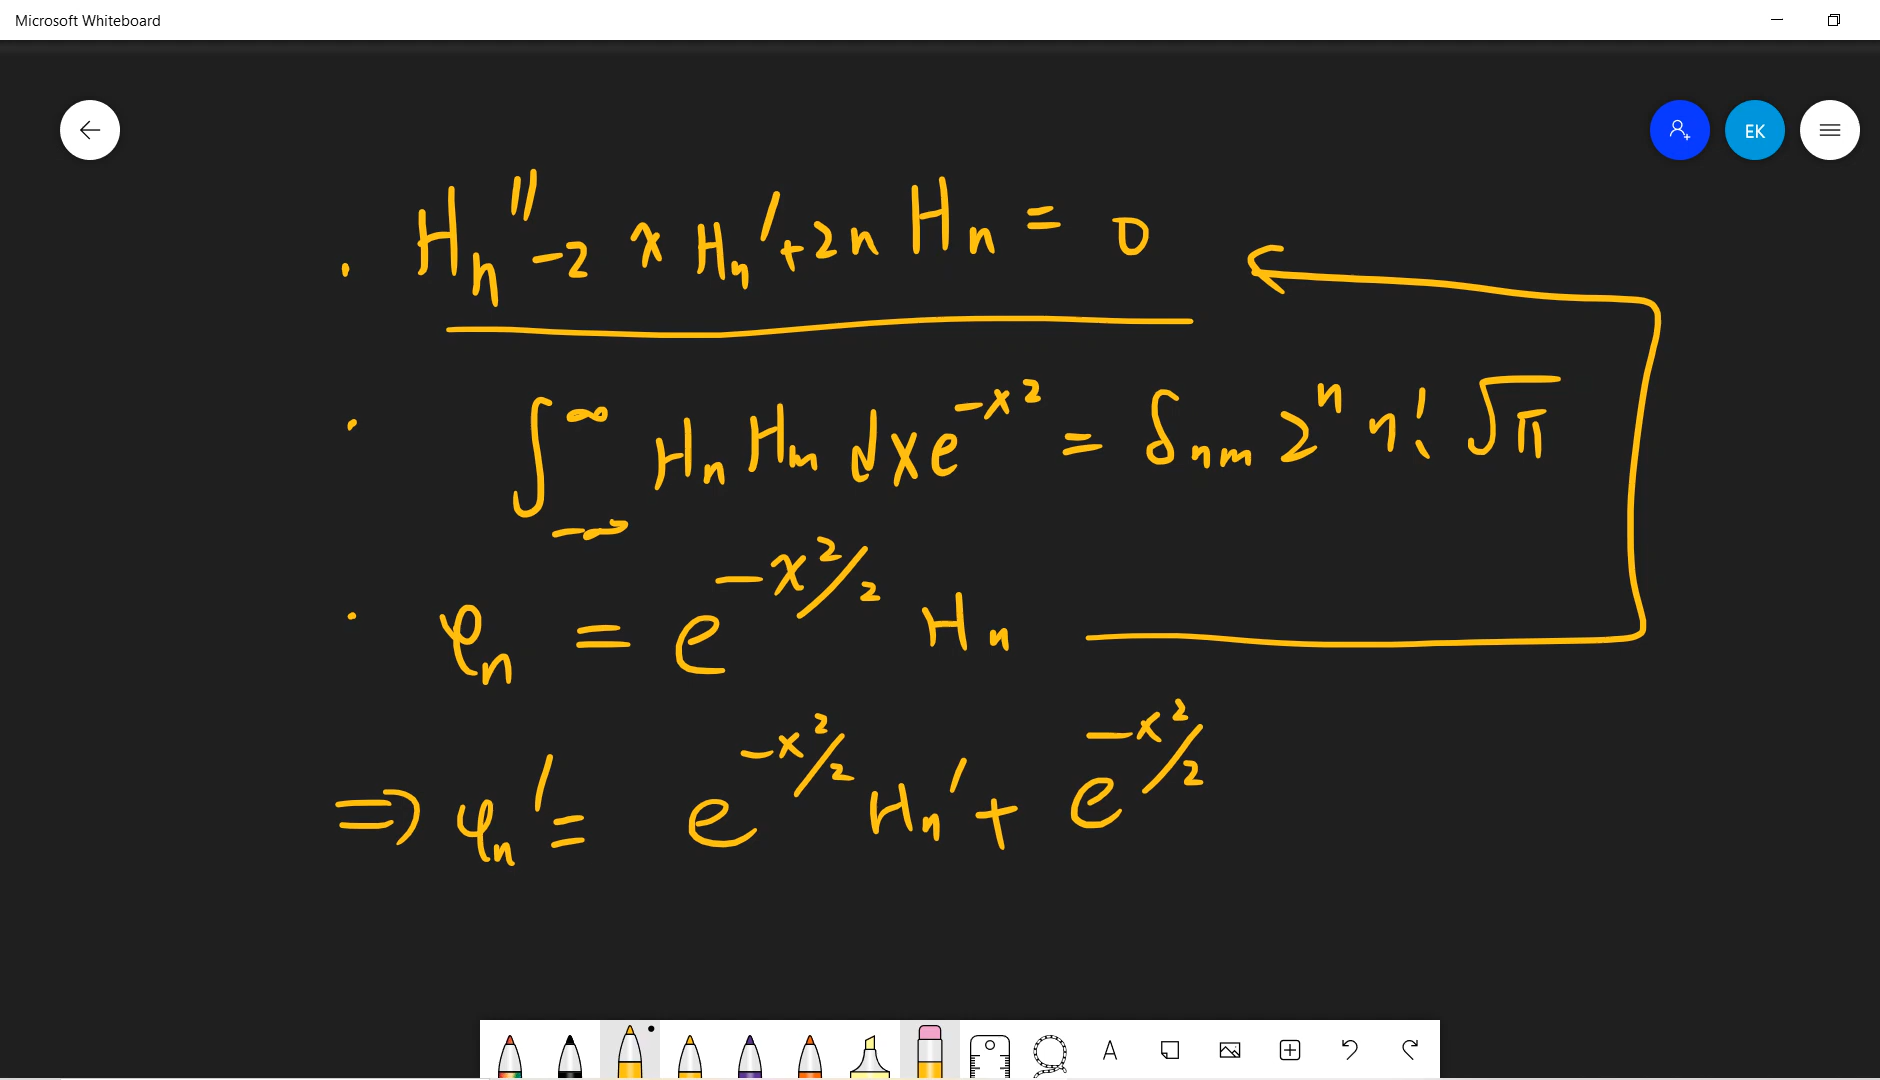 Microsoft Whiteboard
EK
. Hₙ'' - 2 x Hₙ' + 2n Hₙ = 0
. ∫_{-∞}^{∞} Hₙ Hₘ dx e^{-x²} = δₙₘ 2ⁿ n! √π
. φₙ = e^{-x²/2} Hₙ
⇒ φₙ' = e^{-x²/2} Hₙ' + e^{-x²/2}
A